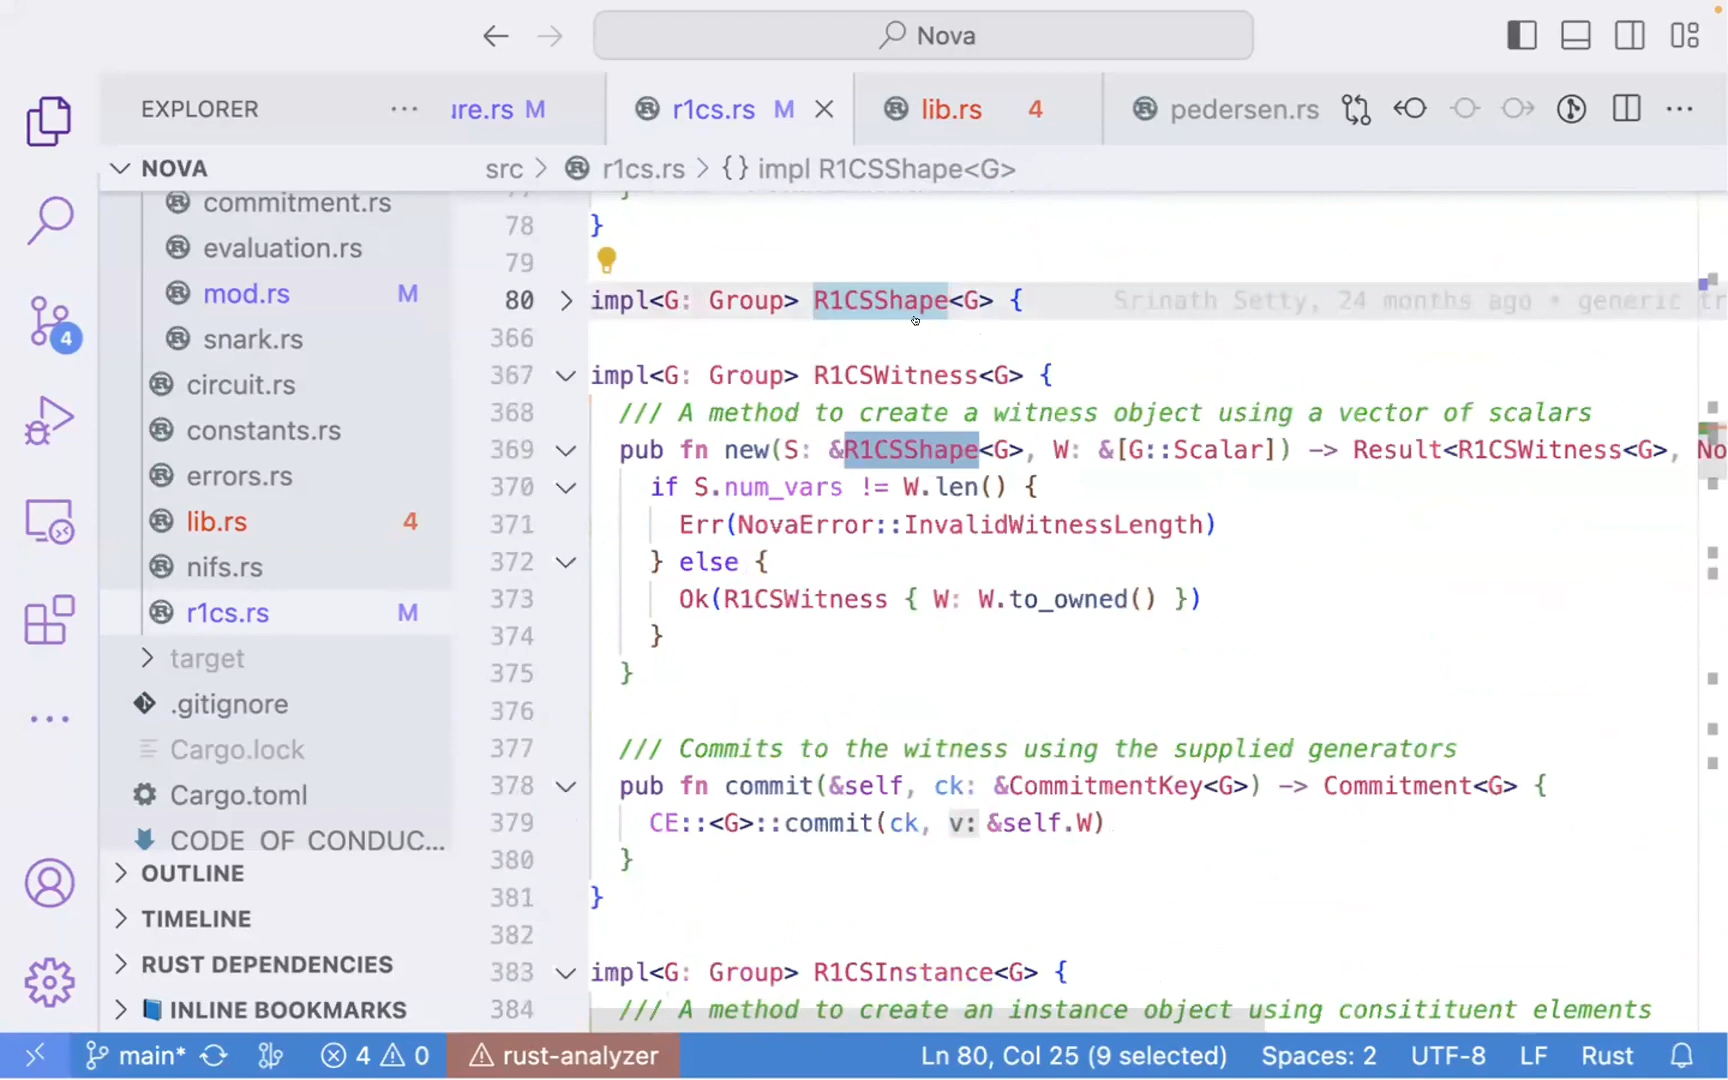 Nova
EXPLORER ...
ıre.rs M
r1cs.rs M
lib.rs 4
pedersen.rs
NOVA
src > r1cs.rs > {} impl R1CSShape<G>
commitment.rs
evaluation.rs
mod.rs M
snark.rs
circuit.rs
constants.rs
errors.rs
lib.rs 4
nifs.rs
r1cs.rs M
target
.gitignore
Cargo.lock
Cargo.toml
CODE_OF_CONDUC...
OUTLINE
TIMELINE
RUST DEPENDENCIES
INLINE BOOKMARKS
4
78 }
79
80 impl<G: Group> R1CSShape<G> { Srinath Setty, 24 months ago • generic tr
366
367 impl<G: Group> R1CSWitness<G> {
368 /// A method to create a witness object using a vector of scalars
369 pub fn new(S: &R1CSShape<G>, W: &[G::Scalar]) -> Result<R1CSWitness<G>, No
370 if S.num_vars != W.len() {
371 Err(NovaError::InvalidWitnessLength)
372 } else {
373 Ok(R1CSWitness { W: W.to_owned() })
374 }
375 }
376
377 /// Commits to the witness using the supplied generators
378 pub fn commit(&self, ck: &CommitmentKey<G>) -> Commitment<G> {
379 CE::<G>::commit(ck, v: &self.W)
380 }
381 }
382
383 impl<G: Group> R1CSInstance<G> {
384 /// A method to create an instance object using consitituent elements
main* 4 0 rust-analyzer Ln 80, Col 25 (9 selected) Spaces: 2 UTF-8 LF Rust